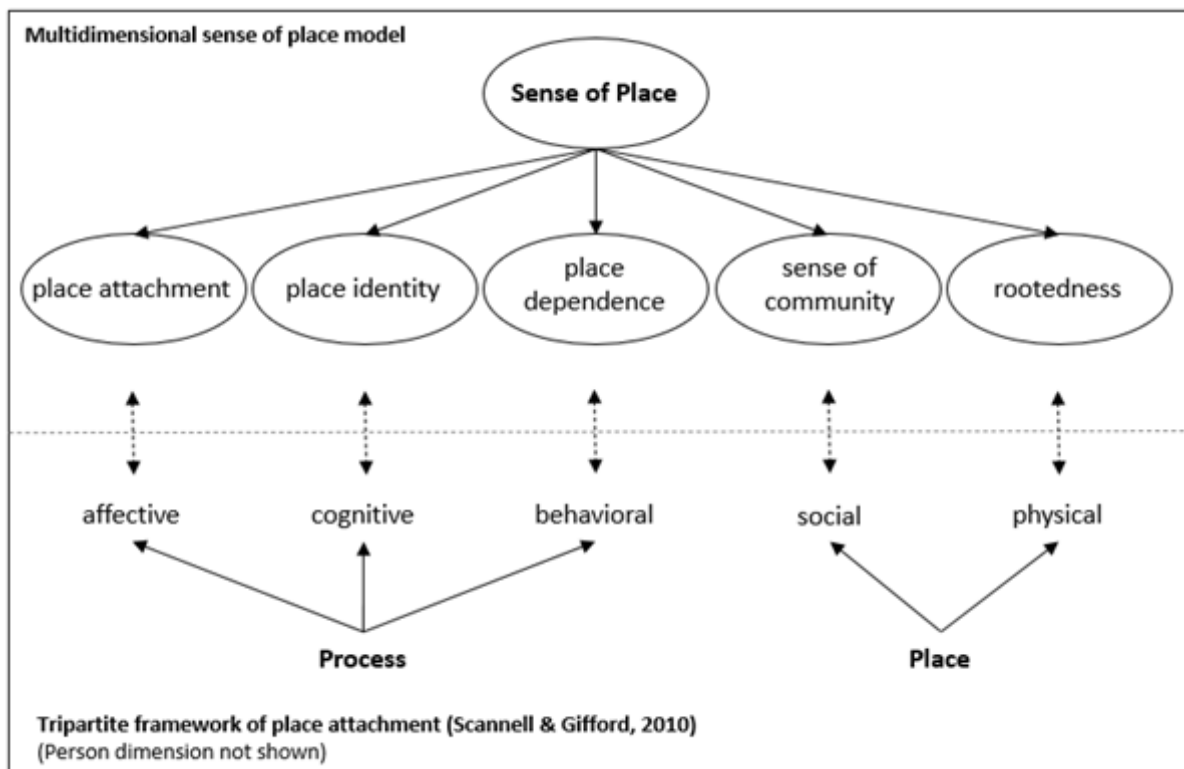 Multidimensional sense of place model
Sense of Place
place attachment
place identity
place
dependence
sense of
community
rootedness
affective
cognitive
behavioral
social
physical
Process
Place
Tripartite framework of place attachment (Scannell & Gifford, 2010)
(Person dimension not shown)